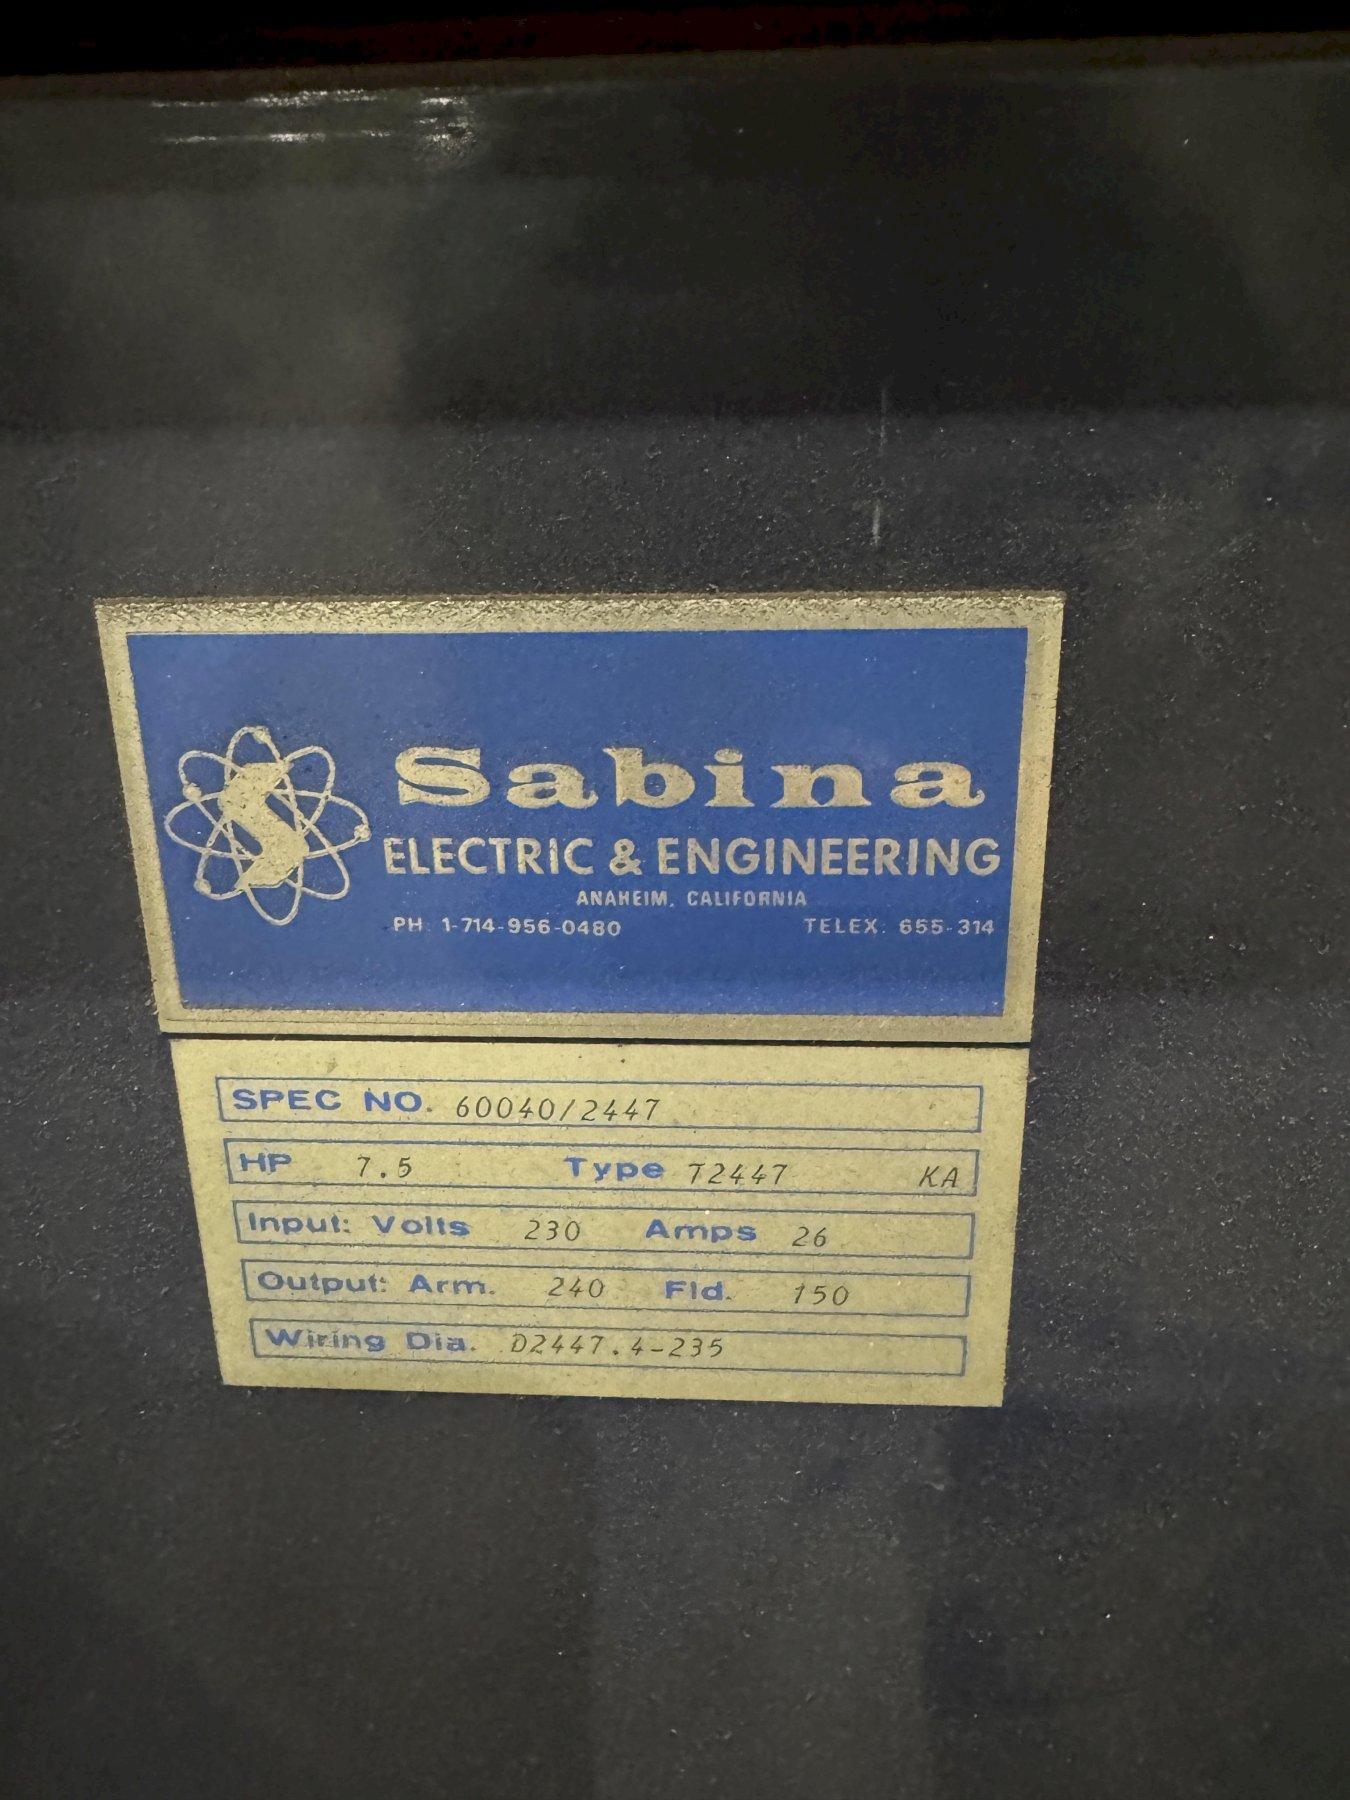 Sabina
ELECTRIC & ENGINEERING
ANAHEIM, CALIFORNIA
PH: 1-714-956-0480 TELEX: 655-314
SPEC NO. 60040/2447
HP 7.5 Type T2447 KA
Input: Volts 230 Amps 26
Output: Arm. 240 Fld. 150
Wiring Dia. D2447.4-235